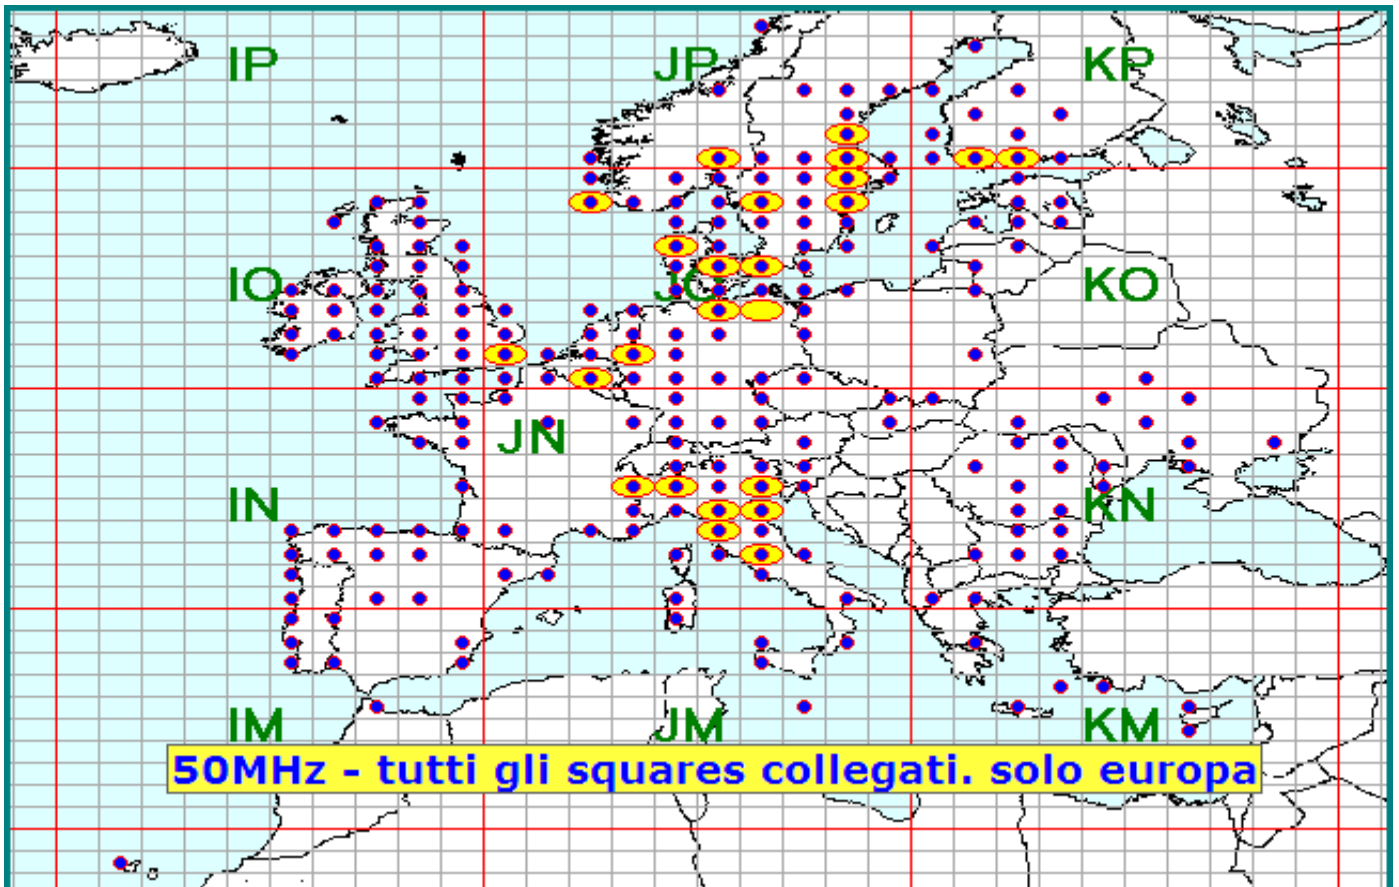 IP JP KP
IO JO KO
JN
IN KN
IM JM KM
50MHz - tutti gli squares collegati. solo europa